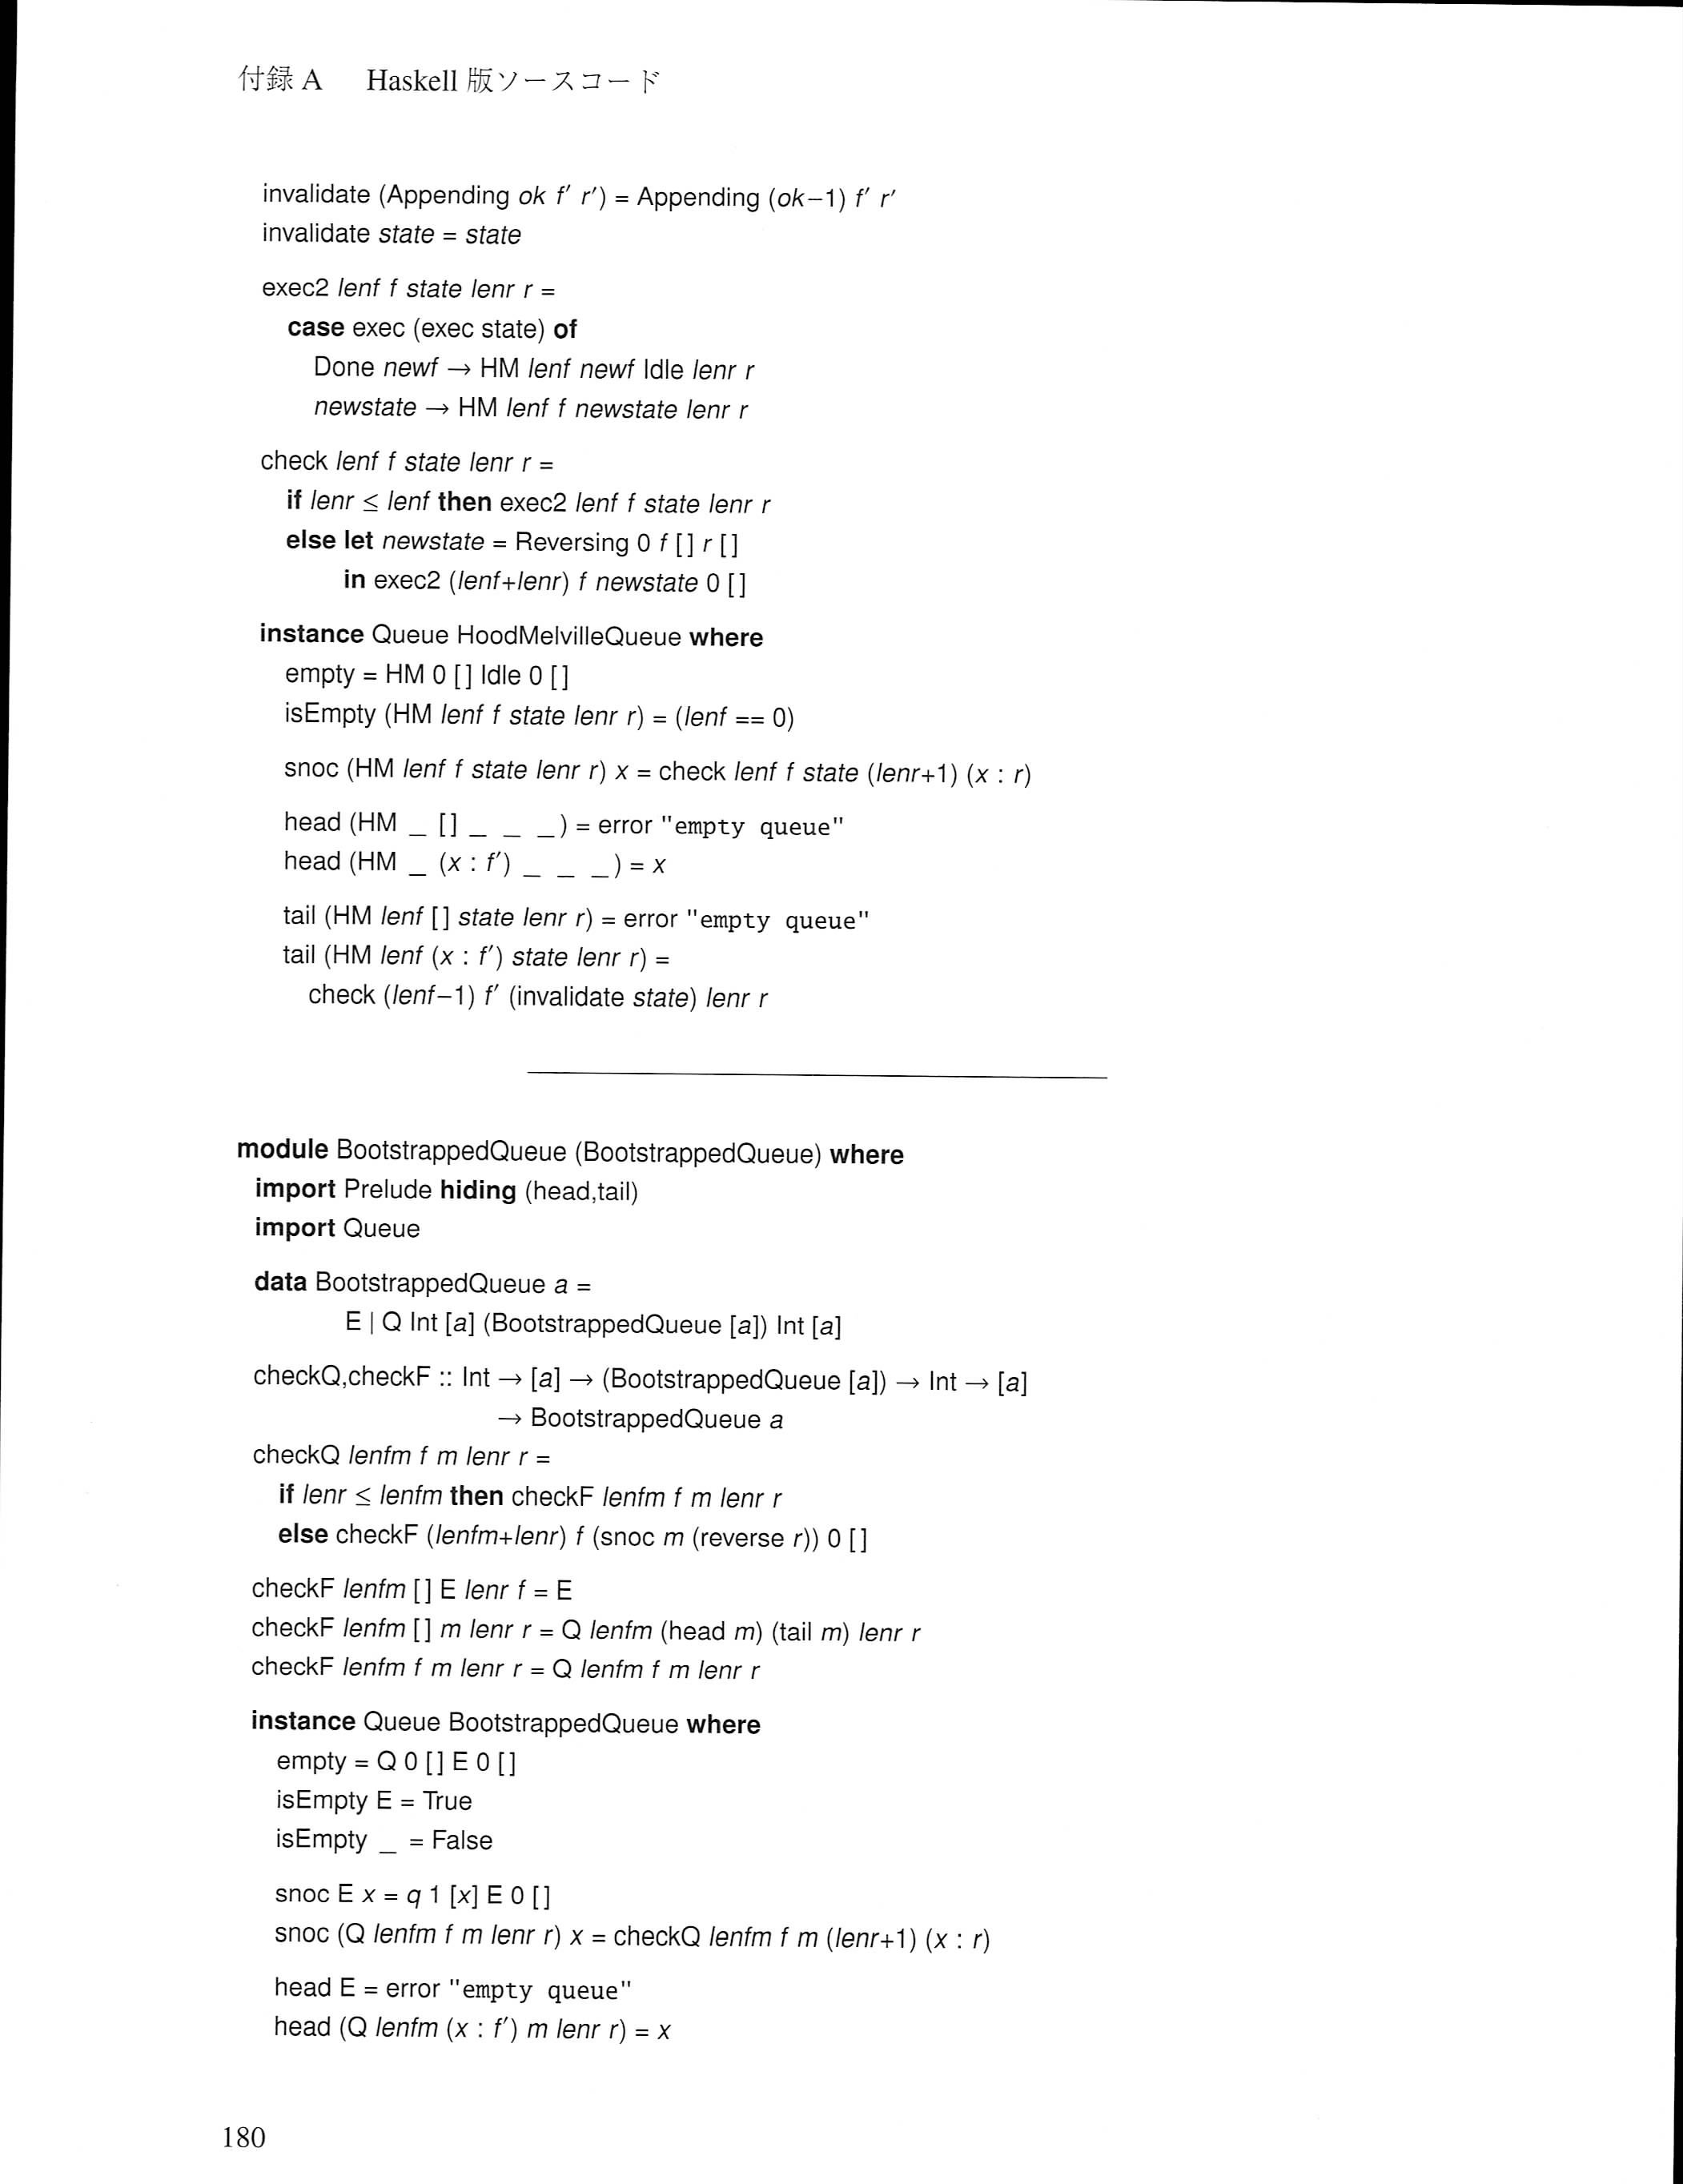 付録 A Haskell 版ソースコード
invalidate (Appending ok f′ r′) = Appending (ok−1) f′ r′
invalidate state = state
exec2 lenf f state lenr r =
case exec (exec state) of
Done newf → HM lenf newf Idle lenr r
newstate → HM lenf f newstate lenr r
check lenf f state lenr r =
if lenr ≤ lenf then exec2 lenf f state lenr r
else let newstate = Reversing 0 f [] r []
in exec2 (lenf+lenr) f newstate 0 []
instance Queue HoodMelvilleQueue where
empty = HM 0 [] Idle 0 []
isEmpty (HM lenf f state lenr r) = (lenf == 0)
snoc (HM lenf f state lenr r) x = check lenf f state (lenr+1) (x : r)
head (HM _ [] _ _ _) = error "empty queue"
head (HM _ (x : f′) _ _ _) = x
tail (HM lenf [] state lenr r) = error "empty queue"
tail (HM lenf (x : f′) state lenr r) =
check (lenf−1) f′ (invalidate state) lenr r
module BootstrappedQueue (BootstrappedQueue) where
import Prelude hiding (head,tail)
import Queue
data BootstrappedQueue a =
E | Q Int [a] (BootstrappedQueue [a]) Int [a]
checkQ,checkF :: Int → [a] → (BootstrappedQueue [a]) → Int → [a]
→ BootstrappedQueue a
checkQ lenfm f m lenr r =
if lenr ≤ lenfm then checkF lenfm f m lenr r
else checkF (lenfm+lenr) f (snoc m (reverse r)) 0 []
checkF lenfm [] E lenr f = E
checkF lenfm [] m lenr r = Q lenfm (head m) (tail m) lenr r
checkF lenfm f m lenr r = Q lenfm f m lenr r
instance Queue BootstrappedQueue where
empty = Q 0 [] E 0 []
isEmpty E = True
isEmpty _ = False
snoc E x = q 1 [x] E 0 []
snoc (Q lenfm f m lenr r) x = checkQ lenfm f m (lenr+1) (x : r)
head E = error "empty queue"
head (Q lenfm (x : f′) m lenr r) = x
180